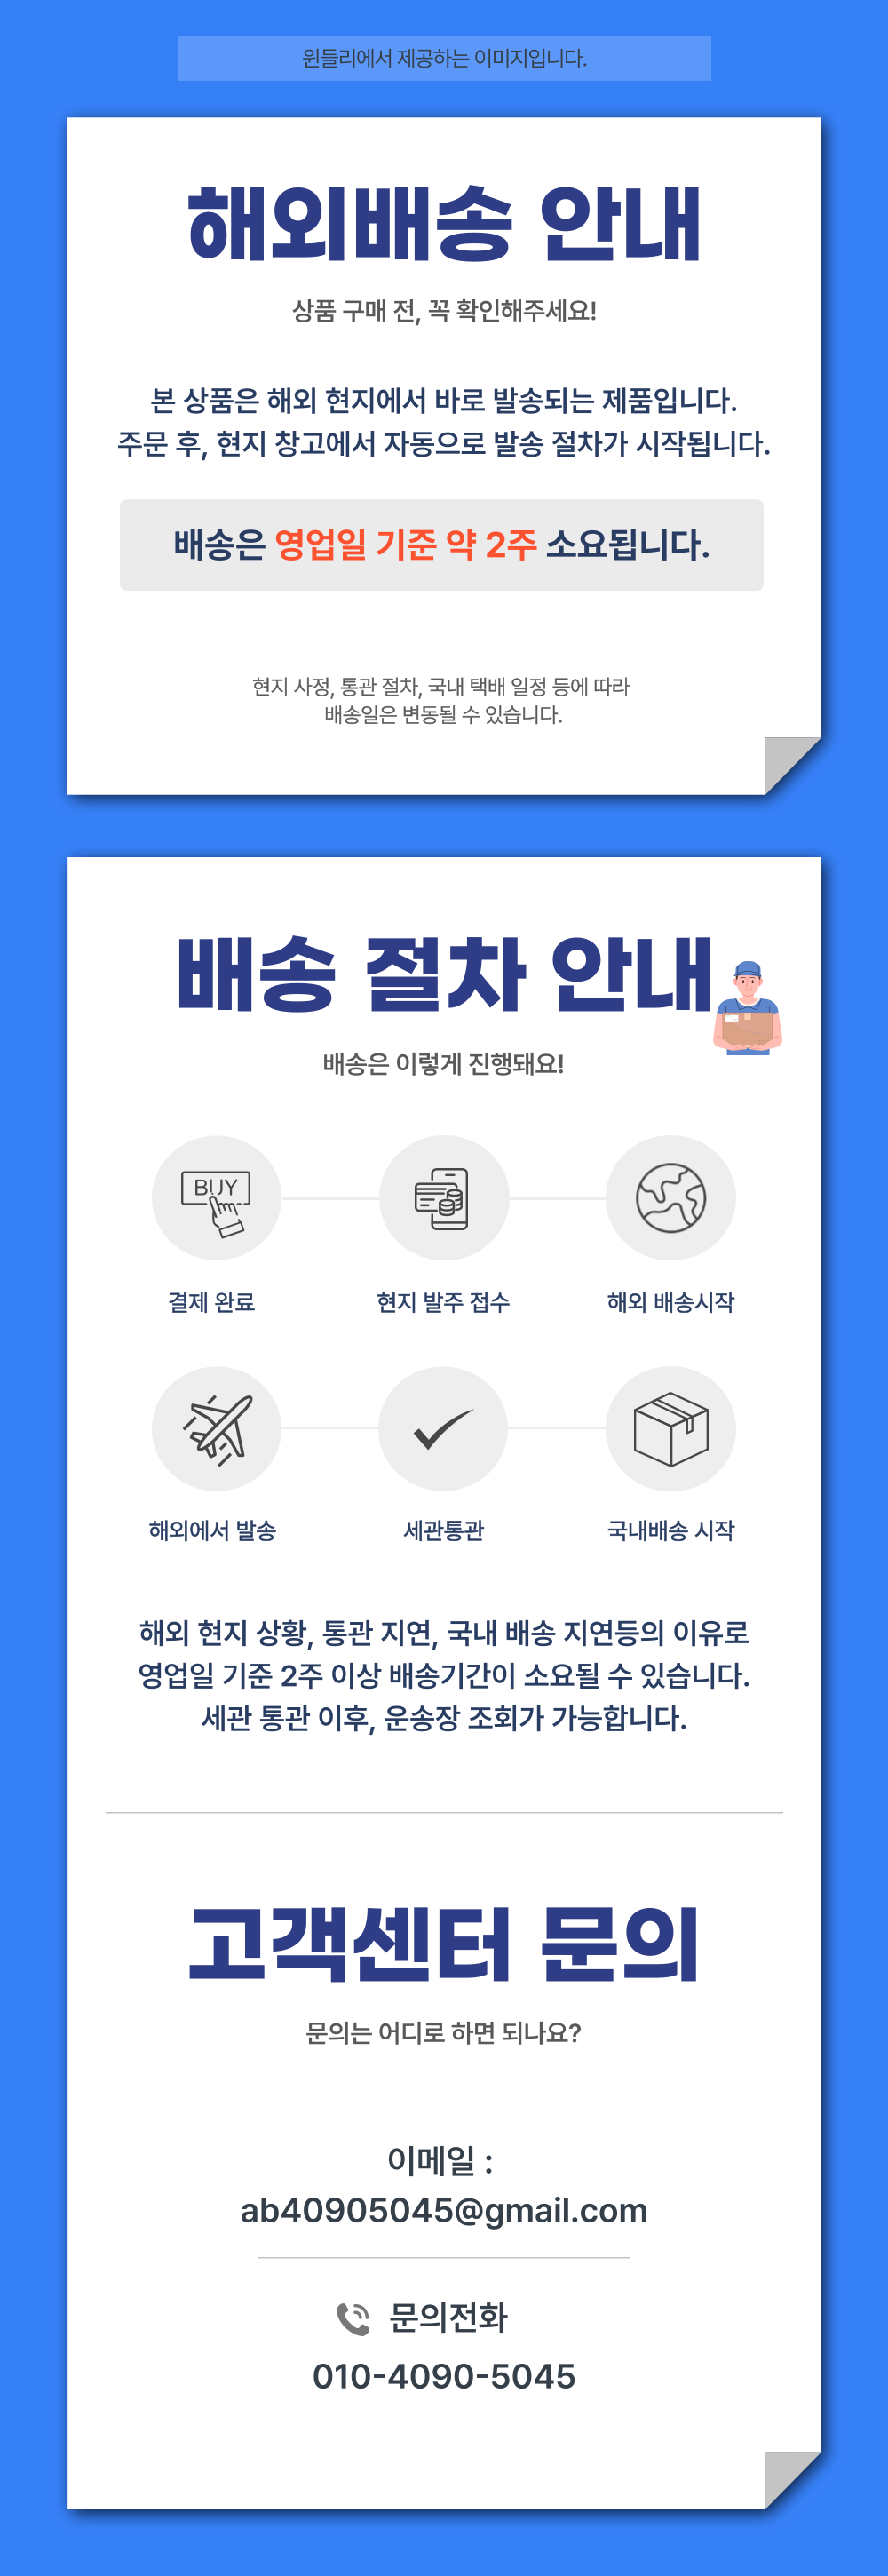 윈들리에서 제공하는 이미지입니다.
해외배송 안내
상품 구매 전, 꼭 확인해주세요!
본 상품은 해외 현지에서 바로 발송되는 제품입니다.
주문 후, 현지 창고에서 자동으로 발송 절차가 시작됩니다.
배송은 영업일 기준 약 2주 소요됩니다.
현지 사정, 통관 절차, 국내 택배 일정 등에 따라
배송일은 변동될 수 있습니다.
배송 절차 안내
배송은 이렇게 진행돼요!
BUY
결제 완료
현지 발주 접수
해외 배송시작
해외에서 발송
세관통관
국내배송 시작
해외 현지 상황, 통관 지연, 국내 배송 지연등의 이유로
영업일 기준 2주 이상 배송기간이 소요될 수 있습니다.
세관 통관 이후, 운송장 조회가 가능합니다.
고객센터 문의
문의는 어디로 하면 되나요?
이메일 :
ab40905045@gmail.com
문의전화
010-4090-5045